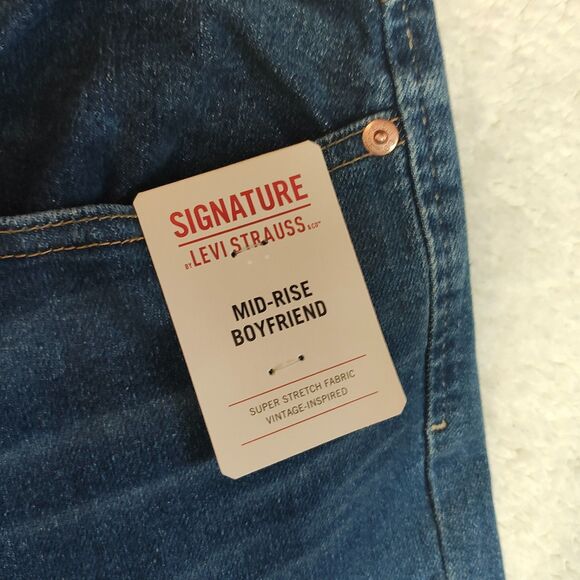 SIGNATURE
BY LEVI STRAUSS & CO™
MID-RISE
BOYFRIEND
SUPER STRETCH FABRIC
VINTAGE-INSPIRED